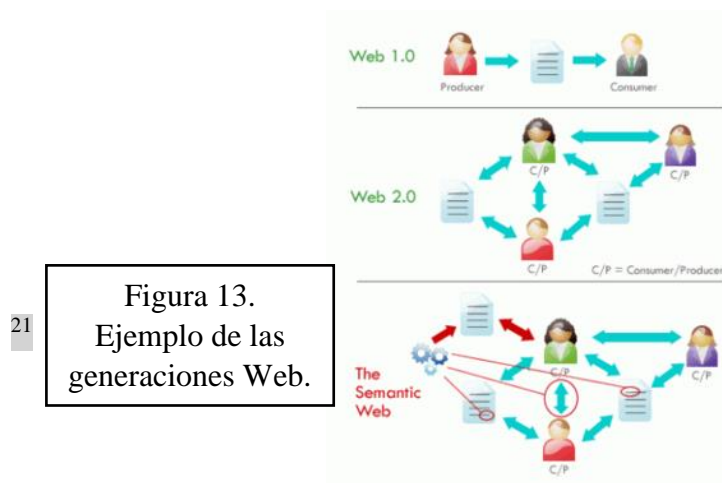 Web 1.0
Producer
Consumer
C/P
C/P
Web 2.0
C/P
C/P = Consumer/Producer
21
Figura 13.
Ejemplo de las
generaciones Web.
C/P
C/P
The
Semantic
Web
C/P